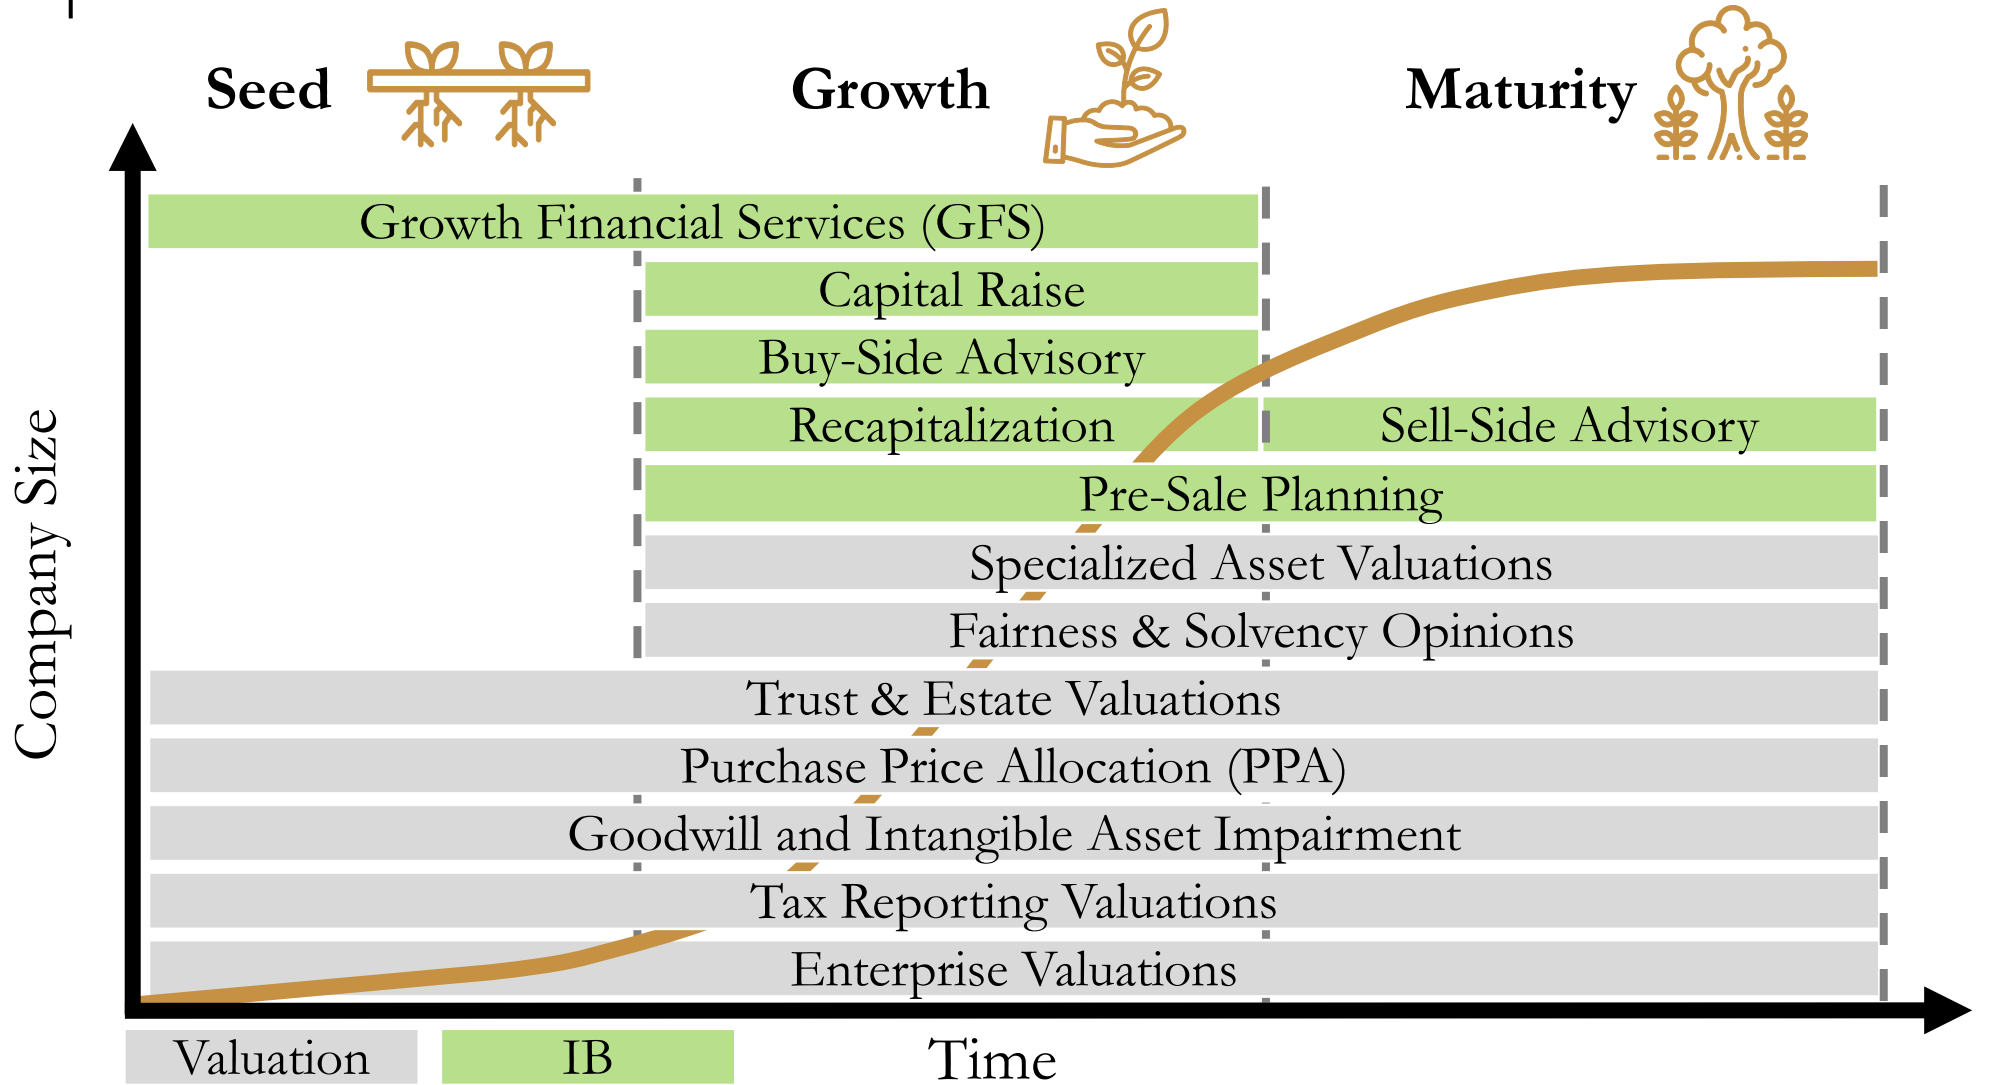 Seed
Growth
Maturity
Growth Financial Services (GFS)
Capital Raise
Buy-Side Advisory
Recapitalization
Sell-Side Advisory
Pre-Sale Planning
Specialized Asset Valuations
Fairness & Solvency Opinions
Trust & Estate Valuations
Purchase Price Allocation (PPA)
Goodwill and Intangible Asset Impairment
Tax Reporting Valuations
Enterprise Valuations
Company Size
Valuation
IB
Time